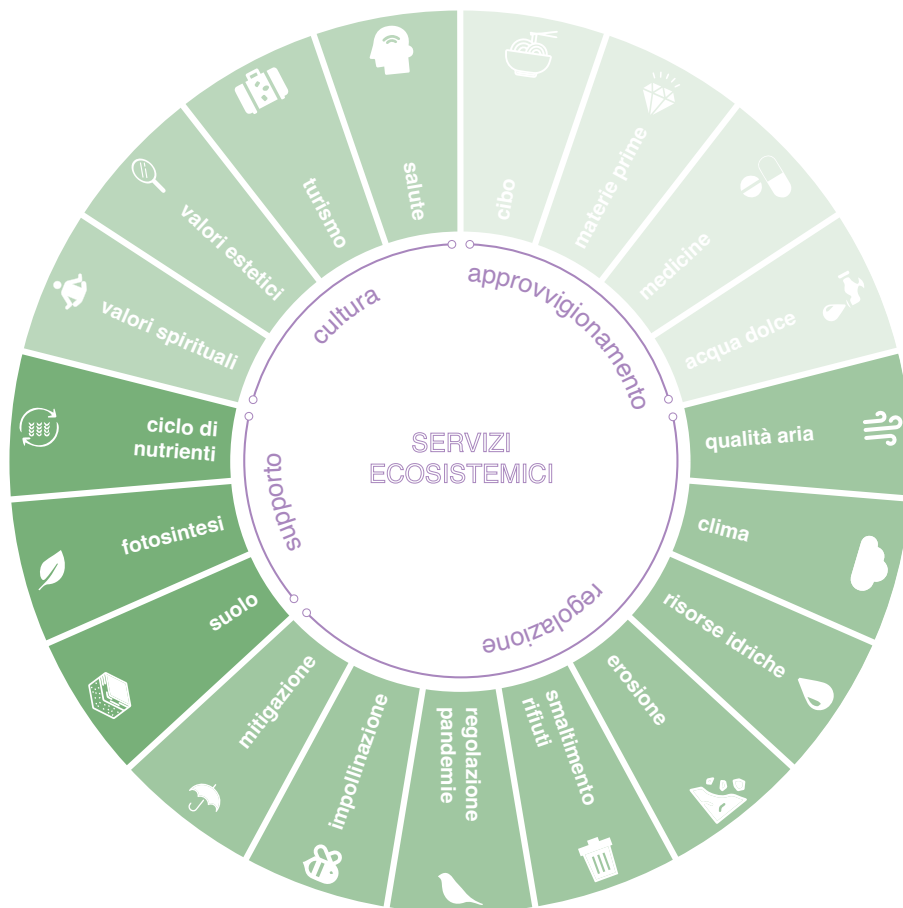 SERVIZI
ECOSISTEMICI
approvvigionamento
cibo
materie prime
medicine
acqua dolce
regolazione
qualità aria
clima
risorse idriche
erosione
smaltimento
rifiuti
regolazione
pandemie
impollinazione
mitigazione
supporto
suolo
fotosintesi
ciclo di
nutrienti
cultura
valori spirituali
valori estetici
turismo
salute